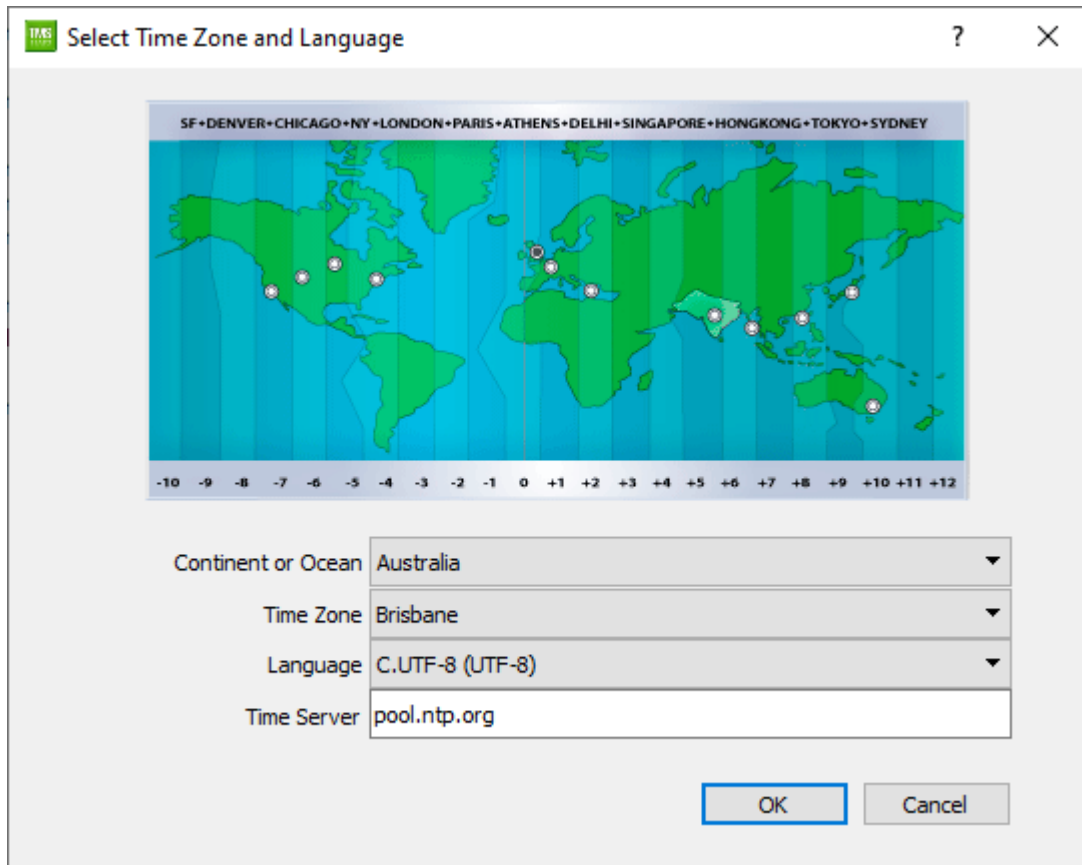 TMS
Select Time Zone and Language
?
SF+DENVER+CHICAGO+NY+LONDON+PARIS+ATHENS+DELHI+SINGAPORE+HONGKONG+TOKYO+SYDNEY
-10 -9 -8 -7 -6 -5 -4 -3 -2 -1 0 +1 +2 +3 +4 +5 +6 +7 +8 +9 +10 +11 +12
Continent or Ocean Australia
Time Zone Brisbane
Language C.UTF-8 (UTF-8)
Time Server pool.ntp.org
OK Cancel